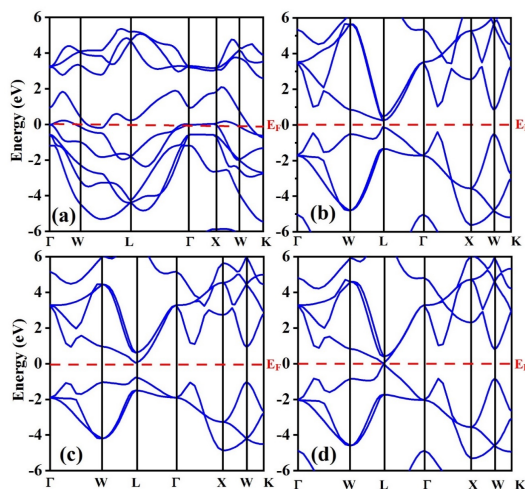 6
4
2
0
-2
-4
-6
Energy (eV)
(a)
E_F
Γ W L Γ X W K
6
4
2
0
-2
-4
-6
(b)
E_F
Γ W L Γ X W K
6
4
2
0
-2
-4
-6
Energy (eV)
(c)
E_F
Γ W L Γ X W K
6
4
2
0
-2
-4
-6
(d)
E_F
Γ W L Γ X W K